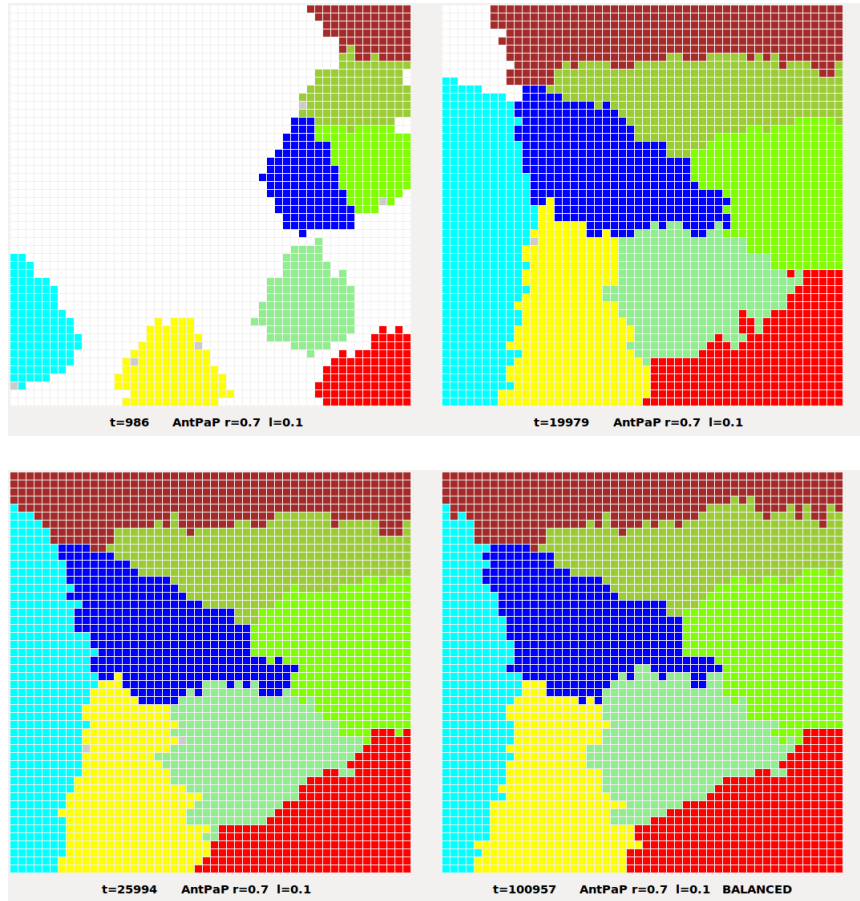 t=986 AntPaP r=0.7 l=0.1
t=19979 AntPaP r=0.7 l=0.1
t=25994 AntPaP r=0.7 l=0.1
t=100957 AntPaP r=0.7 l=0.1 BALANCED